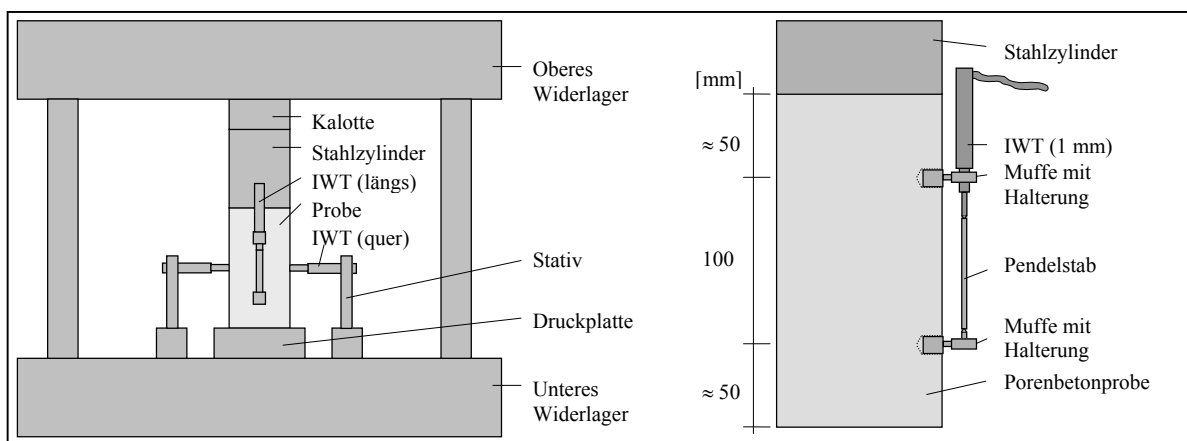 Oberes
Widerlager
Kalotte
Stahlzylinder
IWT (längs)
Probe
IWT (quer)
Stativ
Druckplatte
Unteres
Widerlager
Stahlzylinder
[mm]
≈ 50
IWT (1 mm)
Muffe mit
Halterung
100
Pendelstab
Muffe mit
Halterung
Porenbetonprobe
≈ 50